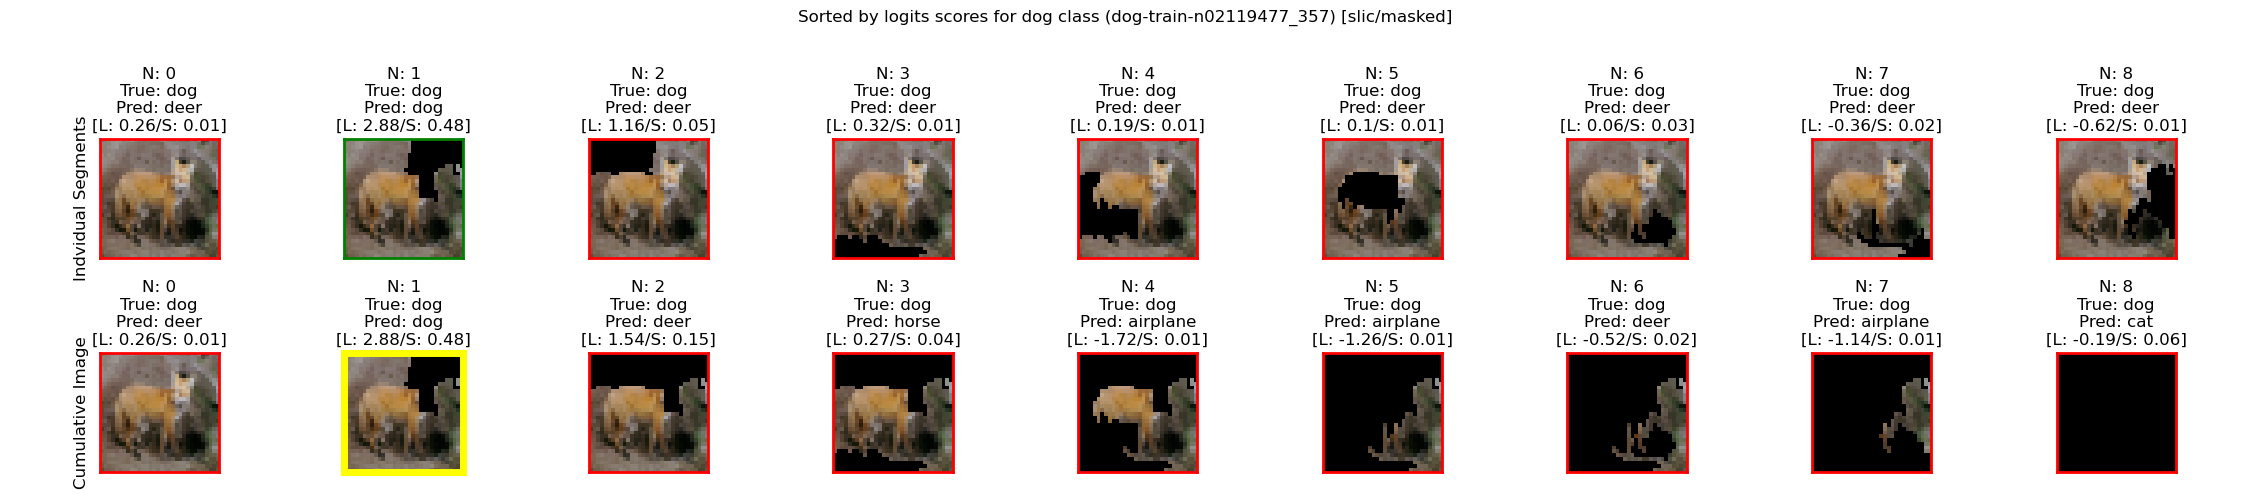 Sorted by logits scores for dog class (dog-train-n02119477_357) [slic/masked]
Indvidual Segments
N: 0
True: dog
Pred: deer
[L: 0.26/S: 0.01]
N: 1
True: dog
Pred: dog
[L: 2.88/S: 0.48]
N: 2
True: dog
Pred: deer
[L: 1.16/S: 0.05]
N: 3
True: dog
Pred: deer
[L: 0.32/S: 0.01]
N: 4
True: dog
Pred: deer
[L: 0.19/S: 0.01]
N: 5
True: dog
Pred: deer
[L: 0.1/S: 0.01]
N: 6
True: dog
Pred: deer
[L: 0.06/S: 0.03]
N: 7
True: dog
Pred: deer
[L: -0.36/S: 0.02]
N: 8
True: dog
Pred: deer
[L: -0.62/S: 0.01]
Cumulative Image
N: 0
True: dog
Pred: deer
[L: 0.26/S: 0.01]
N: 1
True: dog
Pred: dog
[L: 2.88/S: 0.48]
N: 2
True: dog
Pred: deer
[L: 1.54/S: 0.15]
N: 3
True: dog
Pred: horse
[L: 0.27/S: 0.04]
N: 4
True: dog
Pred: airplane
[L: -1.72/S: 0.01]
N: 5
True: dog
Pred: airplane
[L: -1.26/S: 0.01]
N: 6
True: dog
Pred: deer
[L: -0.52/S: 0.02]
N: 7
True: dog
Pred: airplane
[L: -1.14/S: 0.01]
N: 8
True: dog
Pred: cat
[L: -0.19/S: 0.06]